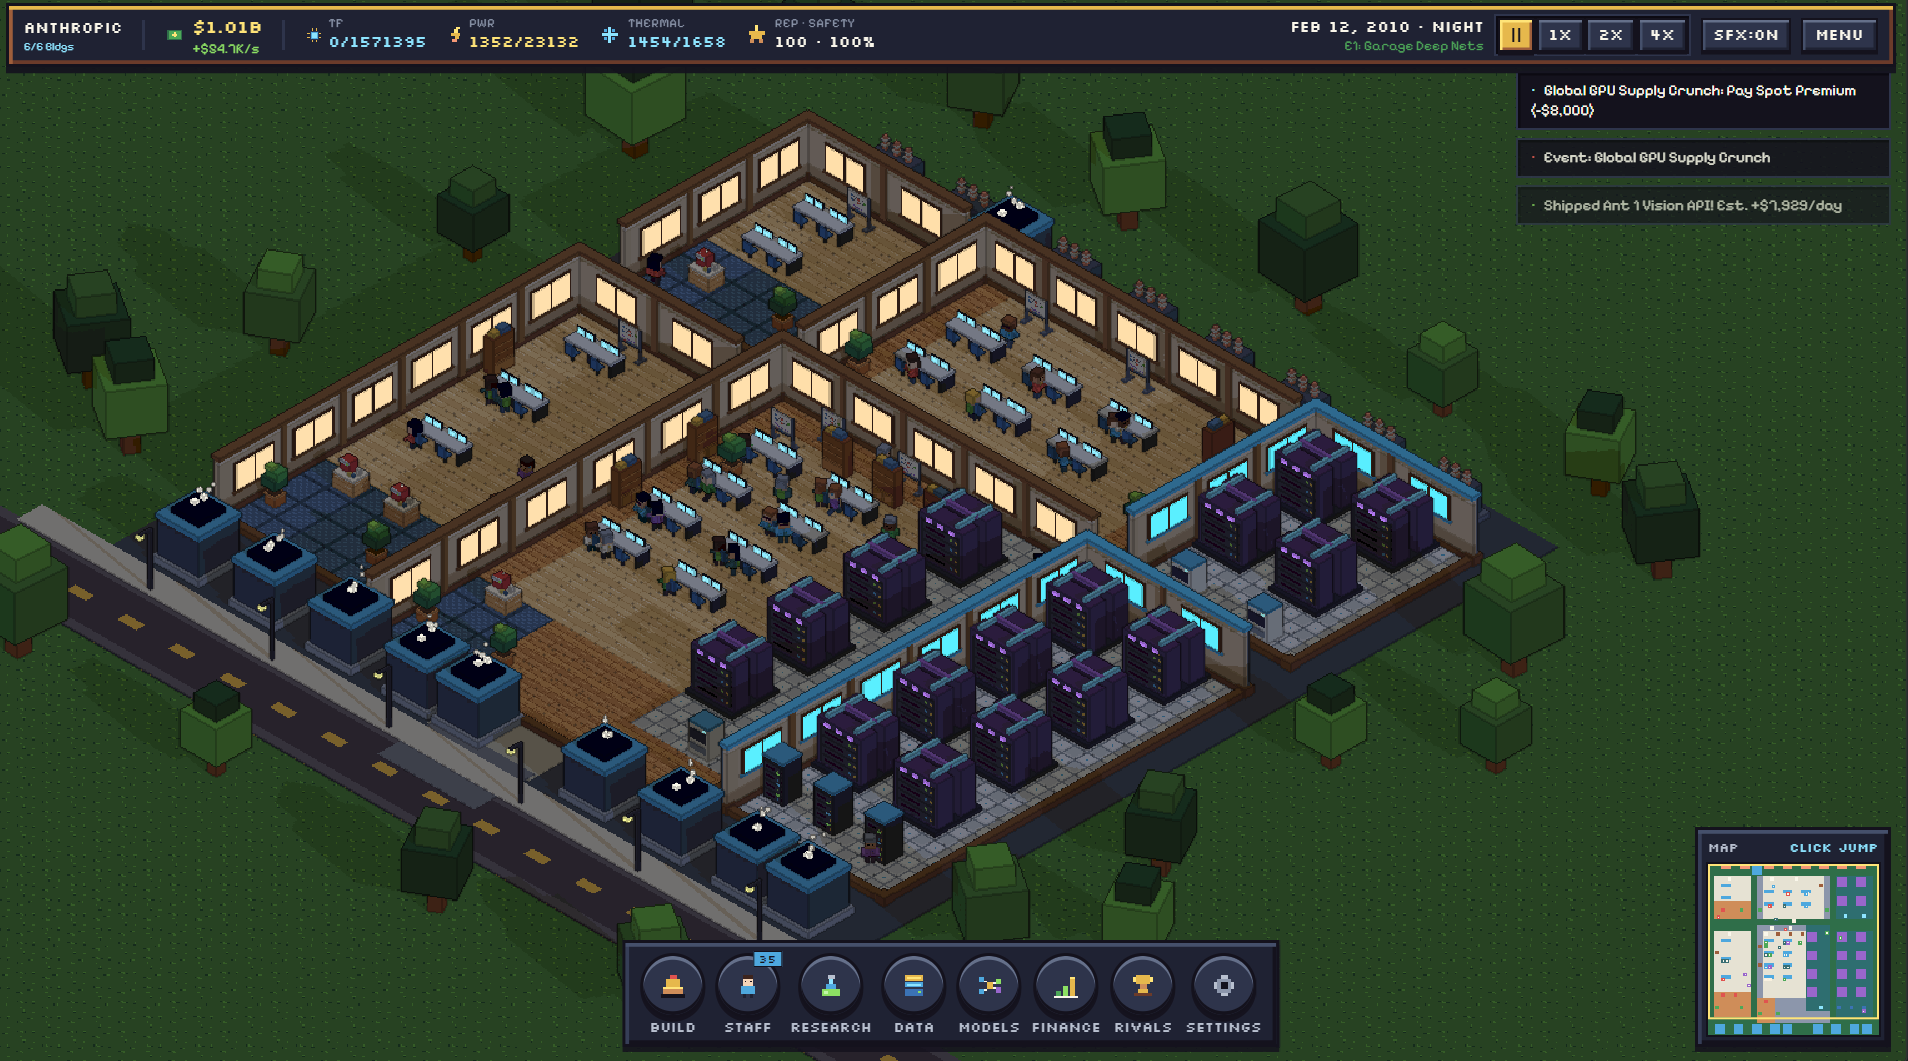 ANTHROPIC
6/6 Bldgs
$1.01B
+$84.7K/s
TF
0/1571395
PWR
1352/23132
THERMAL
1454/1658
REP·SAFETY
100 · 100%
FEB 12, 2010 · NIGHT
E1: Garage Deep Nets
1X
2X
4X
SFX:ON
MENU
· Global GPU Supply Crunch: Pay Spot Premium
(-$8,000)
· Event: Global GPU Supply Crunch
· Shipped Ant 1 Vision API! Est. +$7,929/day
MAP
CLICK JUMP
35
BUILD
STAFF
RESEARCH
DATA
MODELS
FINANCE
RIVALS
SETTINGS